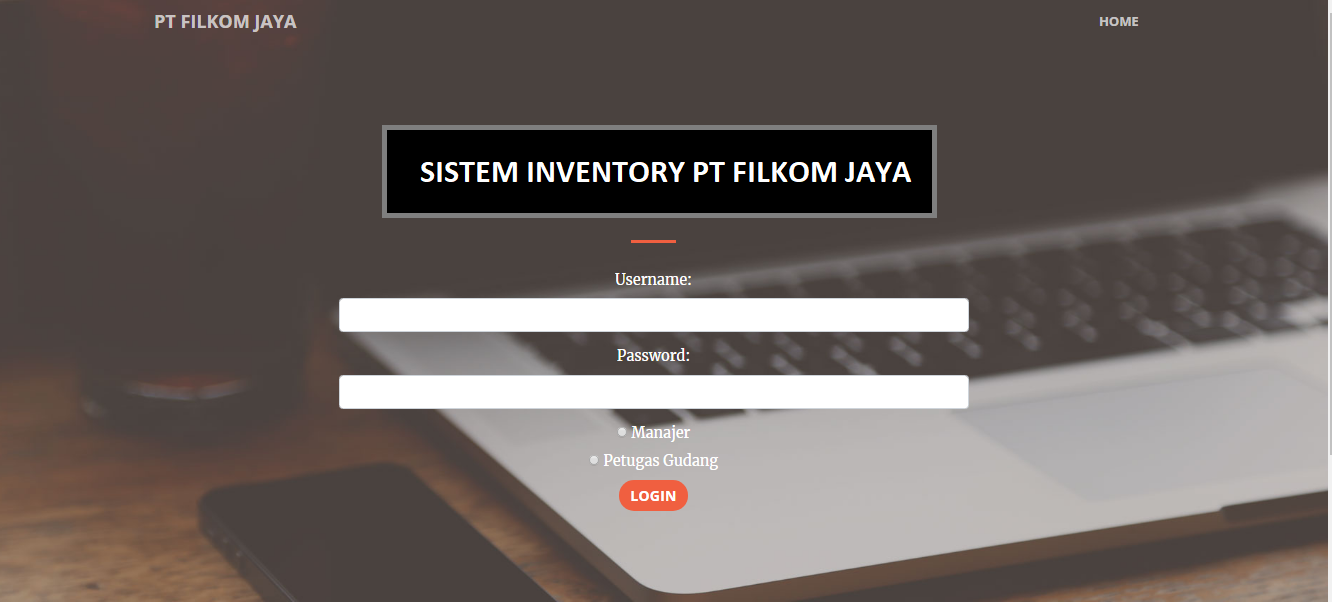 PT FILKOM JAYA
HOME
SISTEM INVENTORY PT FILKOM JAYA
Username:
Password:
Manajer
Petugas Gudang
LOGIN